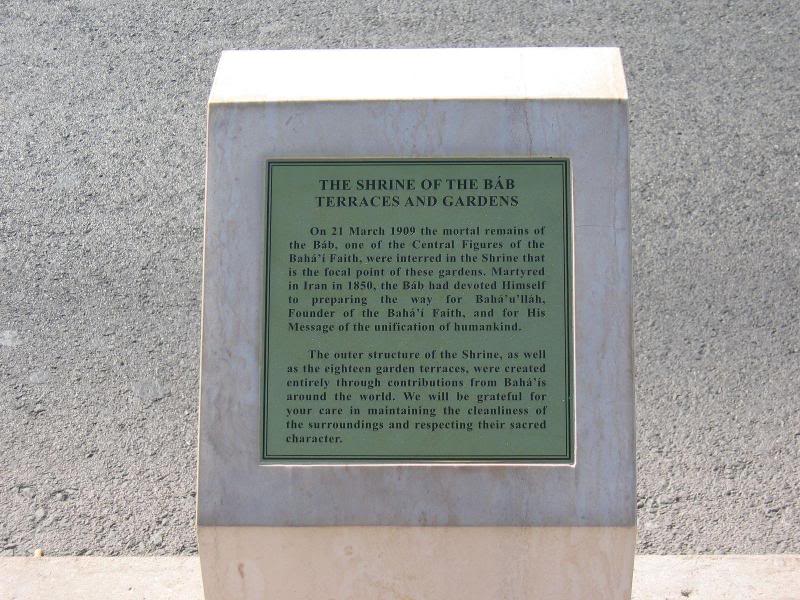 THE SHRINE OF THE BÁB
TERRACES AND GARDENS
On 21 March 1909 the mortal remains of
the Báb, one of the Central Figures of the
Bahá'í Faith, were interred in the Shrine that
is the focal point of these gardens. Martyred
in Iran in 1850, the Báb had devoted Himself
to preparing the way for Bahá'u'lláh,
Founder of the Bahá'í Faith, and for His
Message of the unification of humankind.
The outer structure of the Shrine, as well
as the eighteen garden terraces, were created
entirely through contributions from Bahá'ís
around the world. We will be grateful for
your care in maintaining the cleanliness of
the surroundings and respecting their sacred
character.